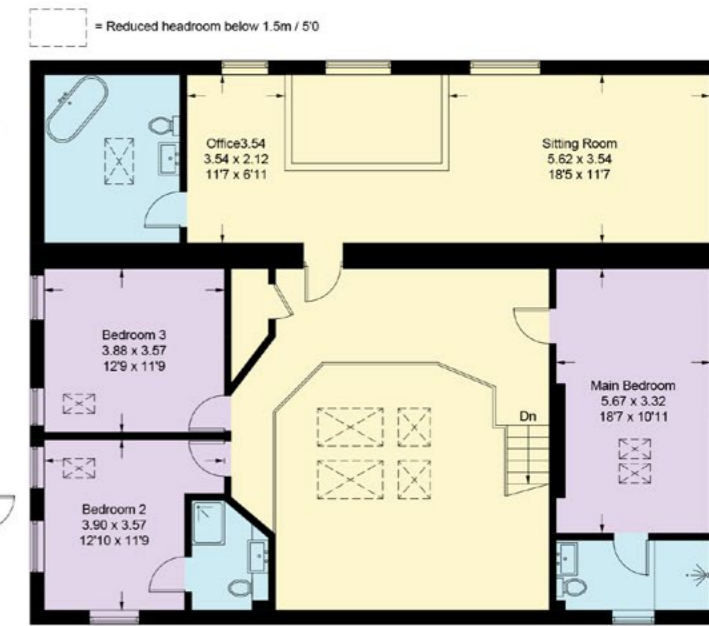 = Reduced headroom below 1.5m / 5'0
Office3.54
3.54 x 2.12
11'7 x 6'11
Sitting Room
5.62 x 3.54
18'5 x 11'7
Bedroom 3
3.88 x 3.57
12'9 x 11'9
Main Bedroom
5.67 x 3.32
18'7 x 10'11
Dn
Bedroom 2
3.90 x 3.57
12'10 x 11'9